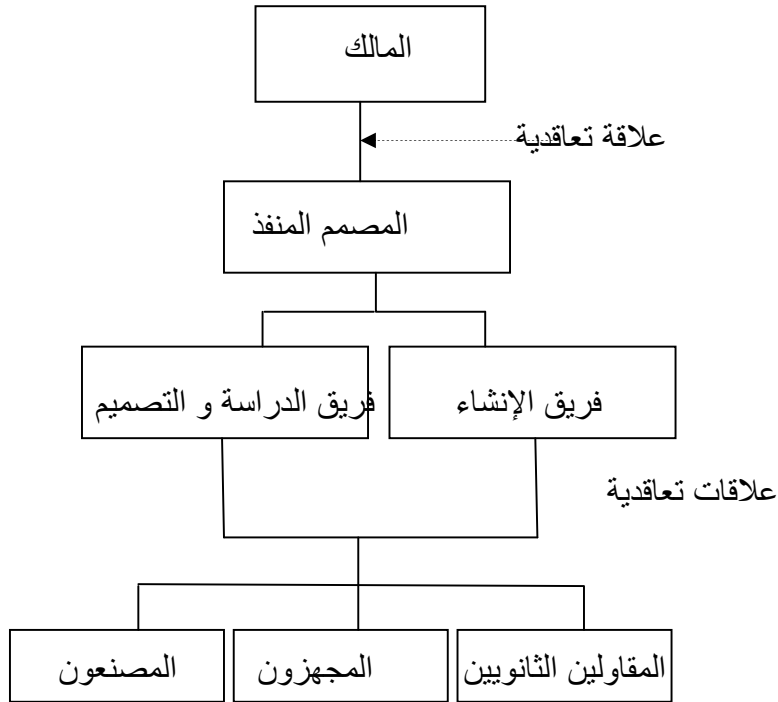 المالك
علاقة تعاقدية
المصمم المنفذ
فريق الإنشاء
فريق الدراسة و التصميم
علاقات تعاقدية
المقاولين الثانويين
المجهزون
المصنعون